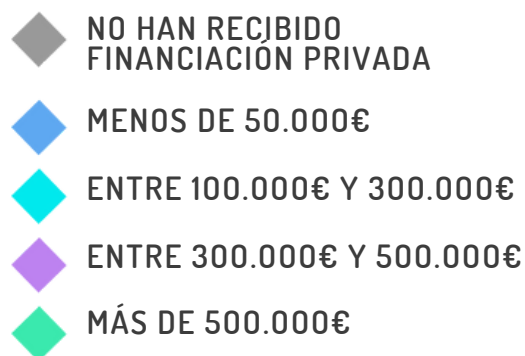 NO HAN RECIBIDO
FINANCIACIÓN PRIVADA
MENOS DE 50.000€
ENTRE 100.000€ Y 300.000€
ENTRE 300.000€ Y 500.000€
MÁS DE 500.000€